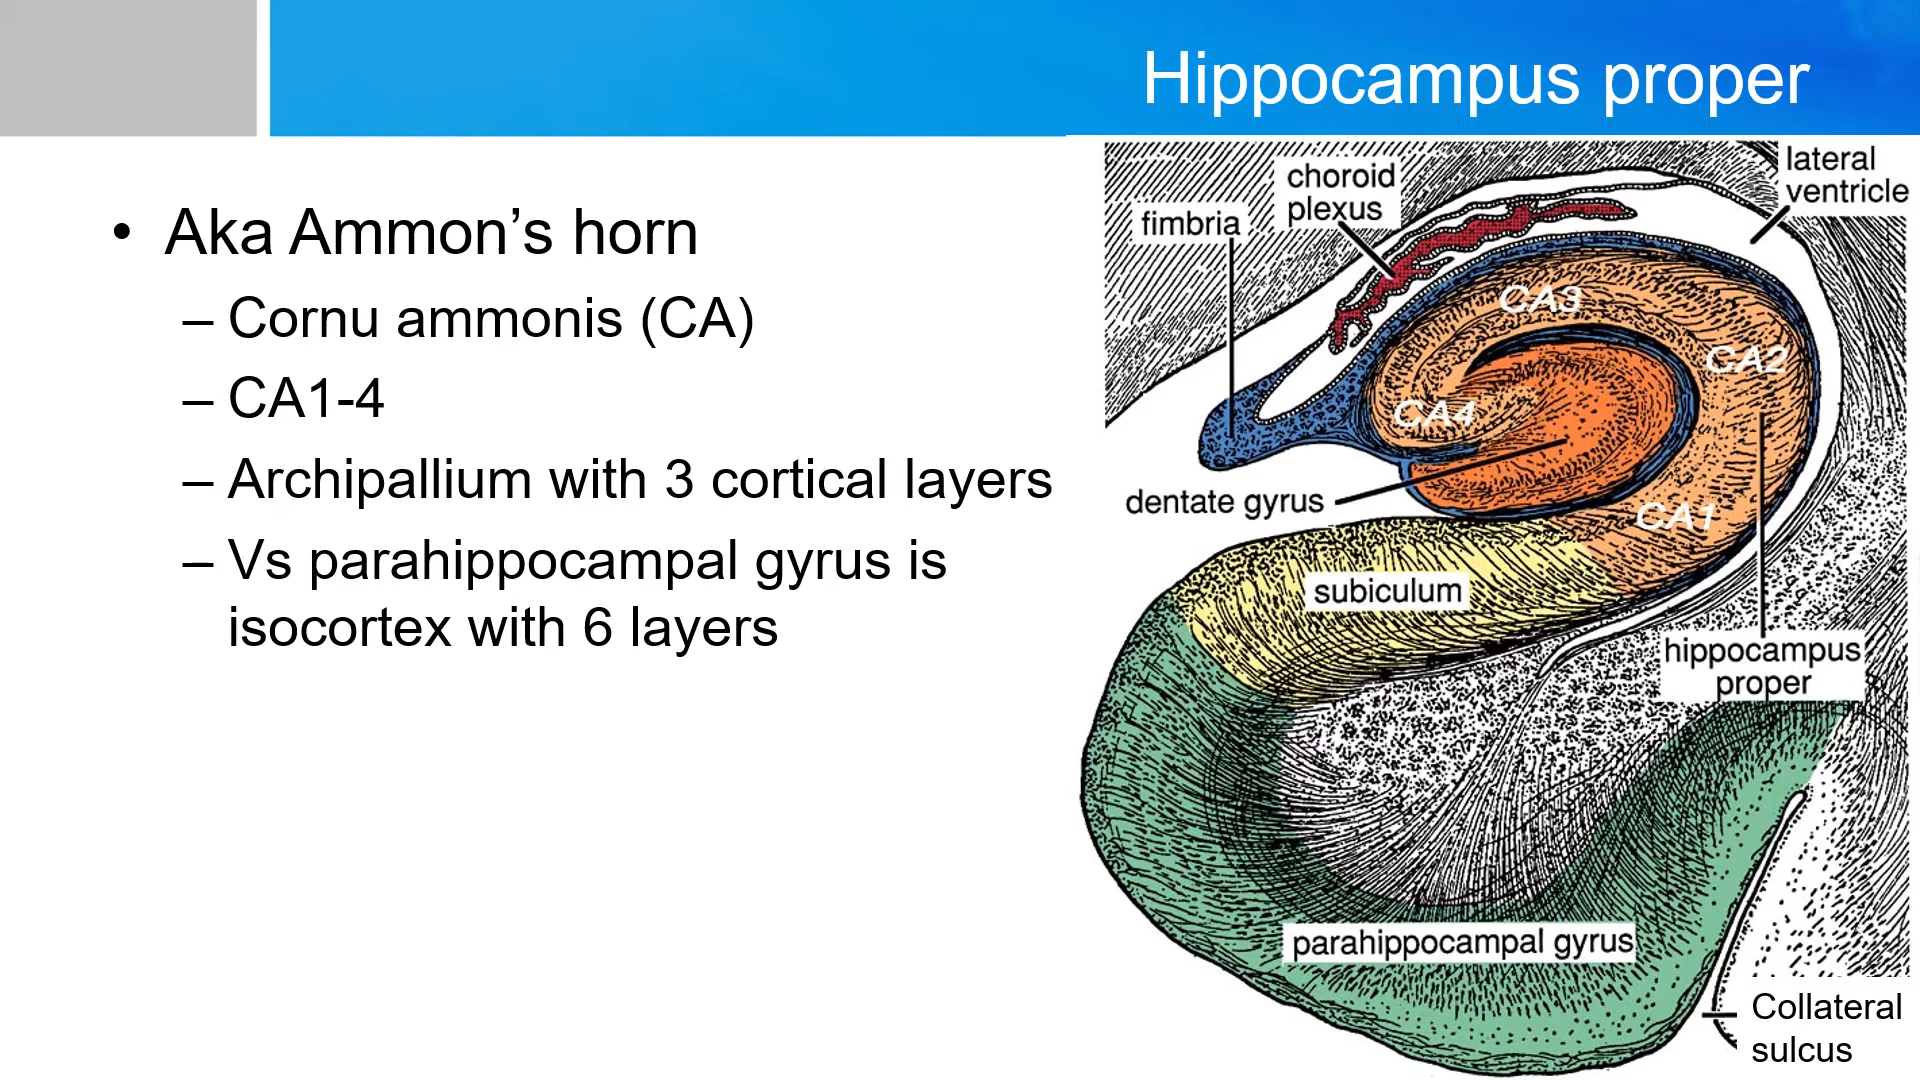 Hippocampus proper
• Aka Ammon’s horn
– Cornu ammonis (CA)
– CA1-4
– Archipallium with 3 cortical layers
– Vs parahippocampal gyrus is
isocortex with 6 layers
lateral
ventricle
choroid
plexus
fimbria
CA3
CA2
CA4
dentate gyrus
CA1
subiculum
hippocampus
proper
parahippocampal gyrus
Collateral
sulcus